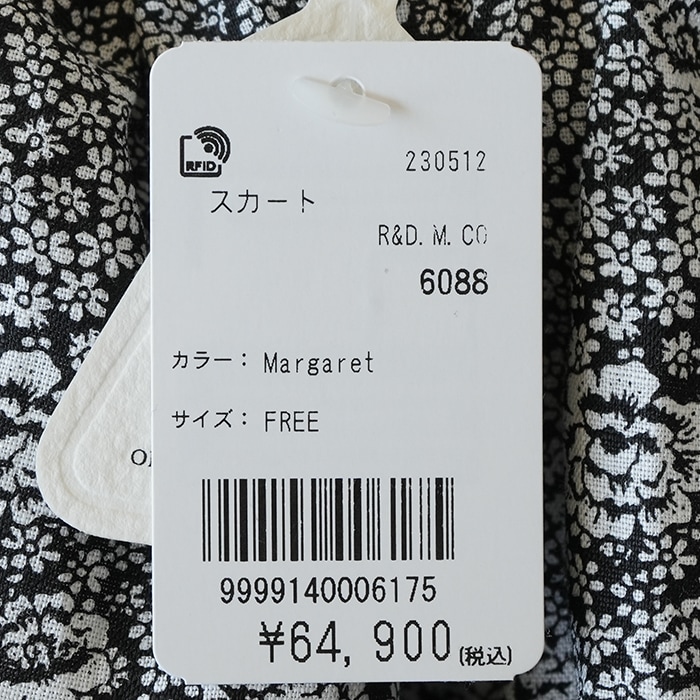 RFID
230512
スカート
R&D. M. CO
6088
カラー： Margaret
サイズ： FREE
9999140006175
¥64, 900 (税込)